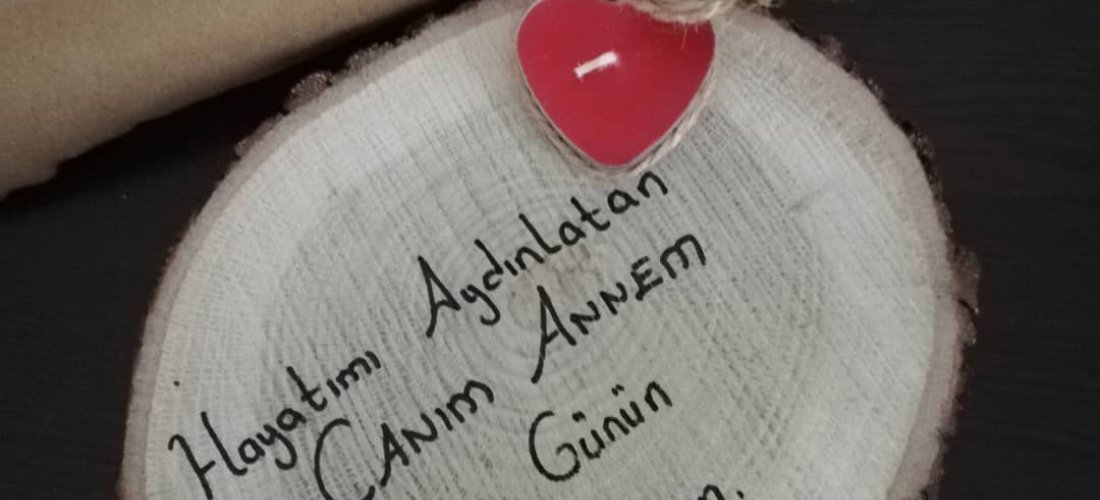 Hayatımı Aydınlatan
CANIM ANNEM
Günün